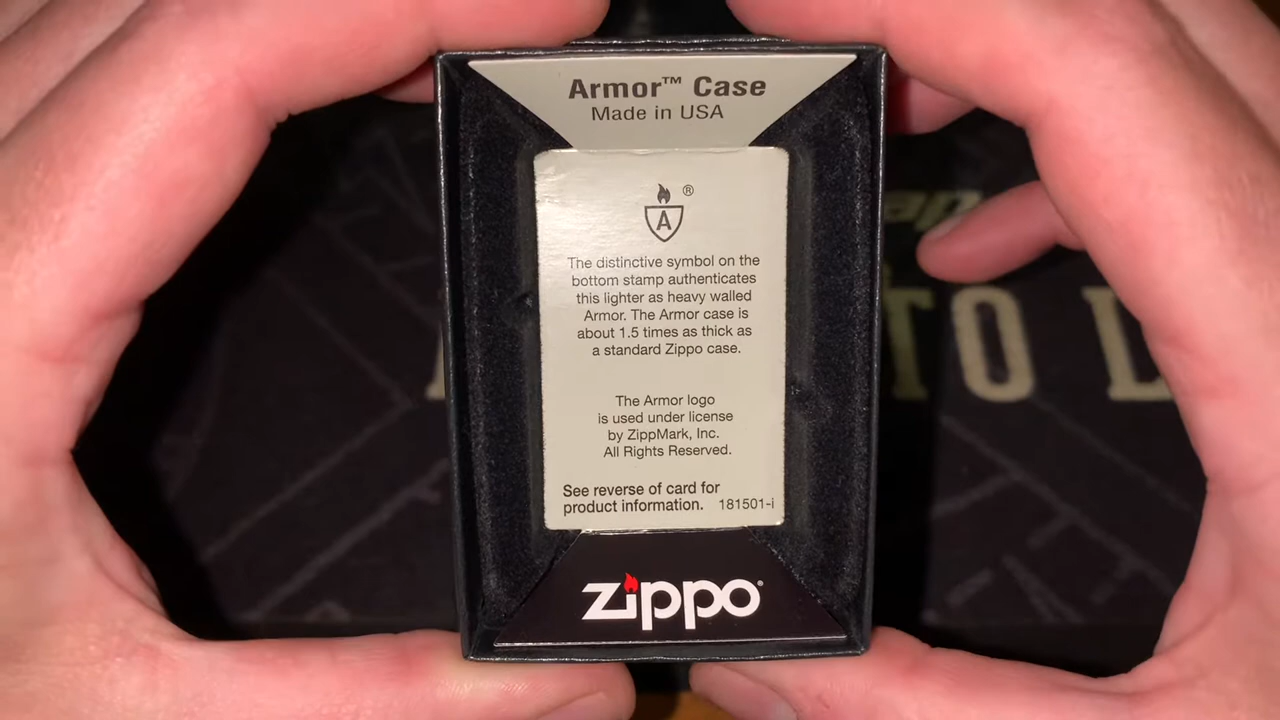 Armor™ Case
Made in USA
®
A
The distinctive symbol on the
bottom stamp authenticates
this lighter as heavy walled
Armor. The Armor case is
about 1.5 times as thick as
a standard Zippo case.
The Armor logo
is used under license
by ZippMark, Inc.
All Rights Reserved.
See reverse of card for
product information. 181501-i
zippo®
TO